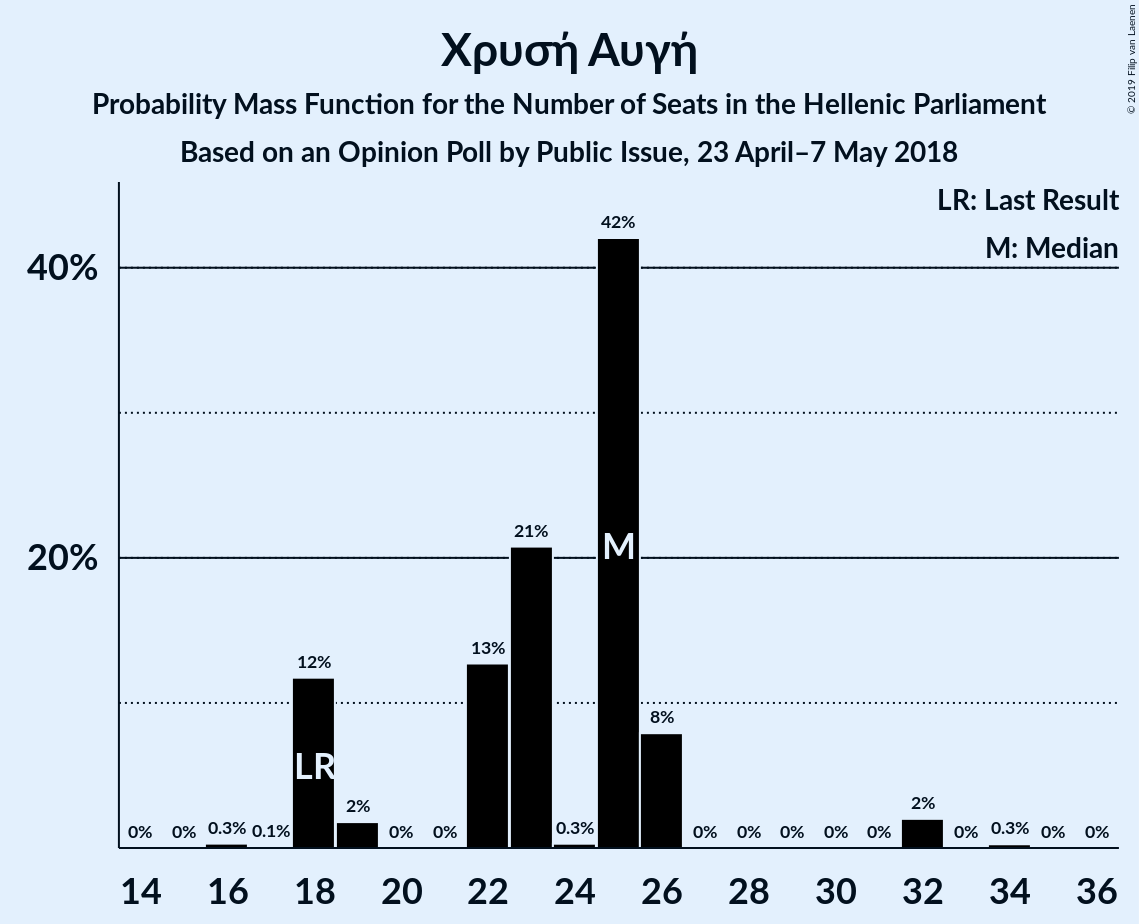 © 2019 Filip van Laenen
Χρυσή Αυγή
Probability Mass Function for the Number of Seats in the Hellenic Parliament
Based on an Opinion Poll by Public Issue, 23 April–7 May 2018
LR: Last Result
M: Median
40%
20%
0% 0% 0.3% 0.1% 12% 2% 0% 0% 13% 21% 0.3% 42% 8% 0% 0% 0% 0% 0% 2% 0% 0.3% 0% 0%
LR
M
14 16 18 20 22 24 26 28 30 32 34 36